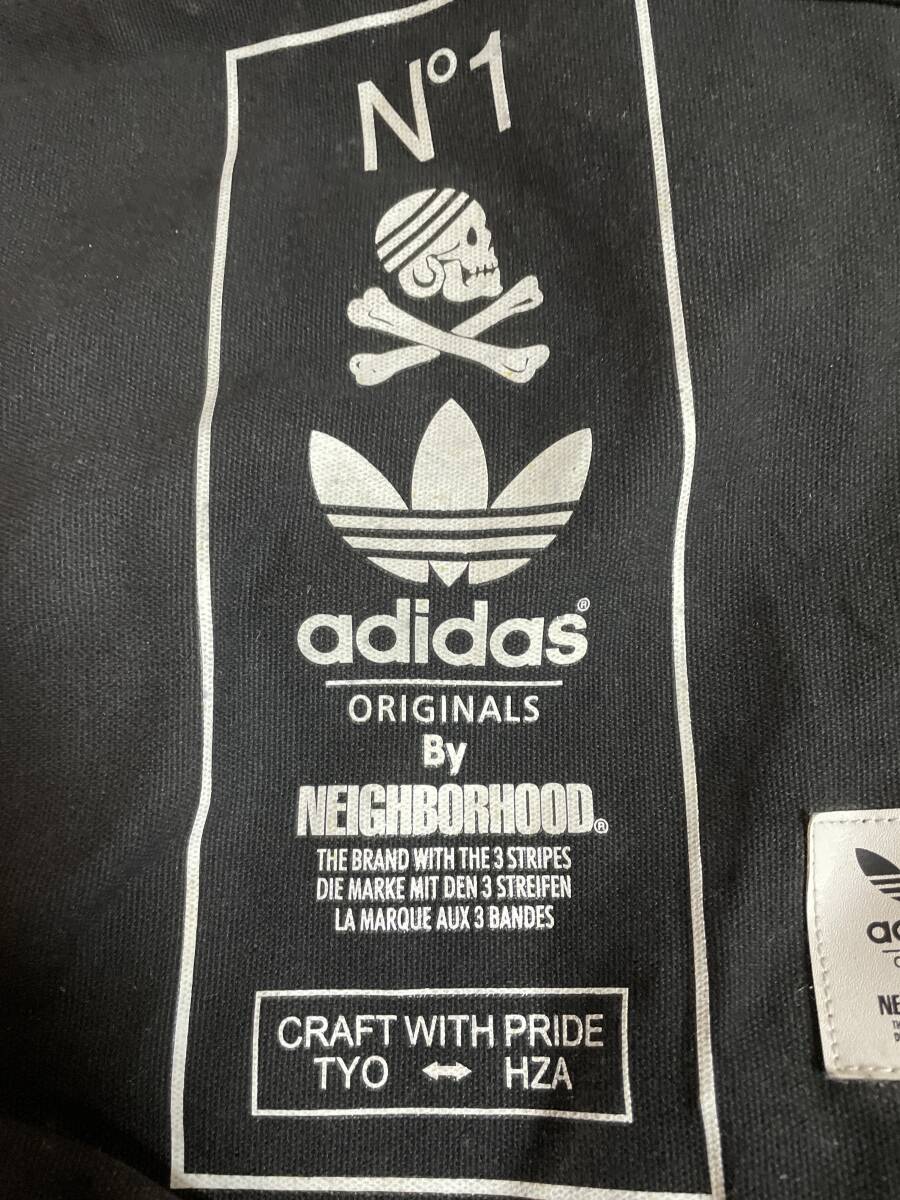 N°1
adidas®
ORIGINALS
By
NEIGHBORHOOD®
THE BRAND WITH THE 3 STRIPES
DIE MARKE MIT DEN 3 STREIFEN
LA MARQUE AUX 3 BANDES
CRAFT WITH PRIDE
TYO ⇔ HZA